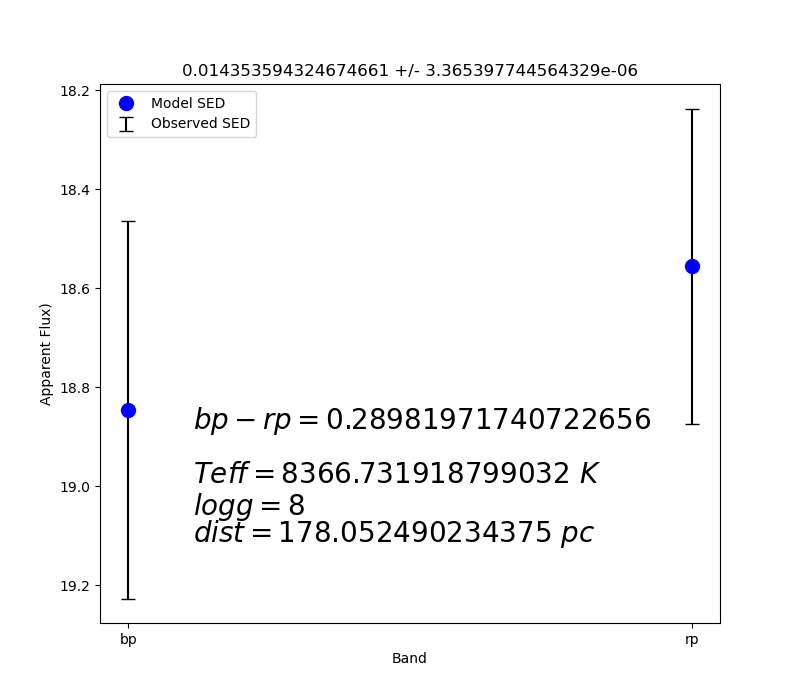 0.014353594324674661 +/- 3.365397744564329e-06
Model SED
Observed SED
18.2
18.4
18.6
18.8
19.0
19.2
Apparent Flux)
bp − rp = 0.28981971740722656
Teff = 8366.731918799032 K
logg = 8
dist = 178.052490234375 pc
bp
rp
Band